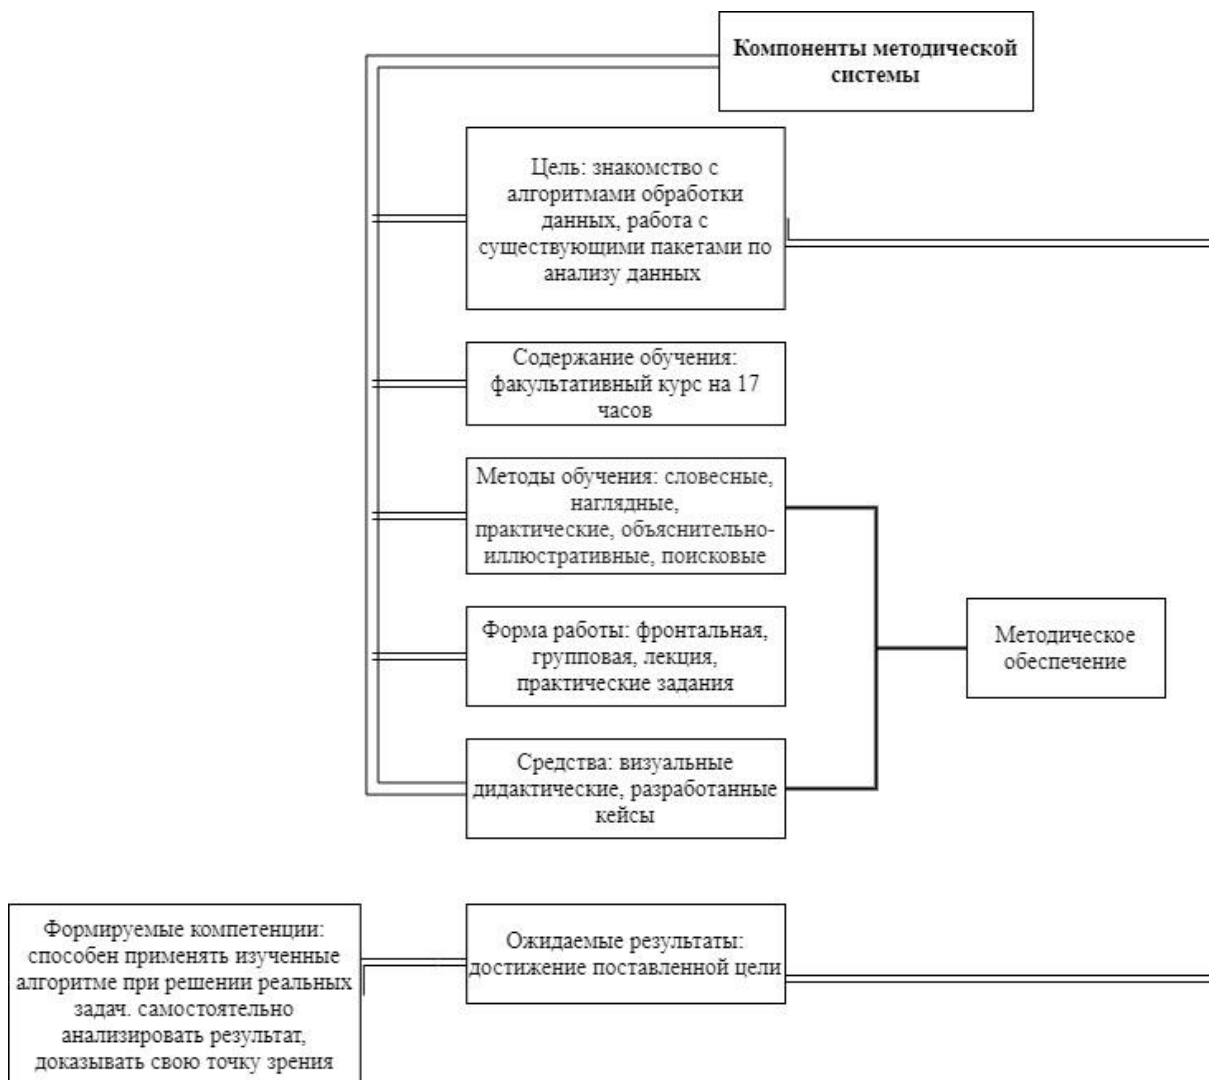 Компоненты методической
системы
Цель: знакомство с
алгоритмами обработки
данных, работа с
существующими пакетами по
анализу данных
Содержание обучения:
факультативный курс на 17
часов
Методы обучения: словесные,
наглядные,
практические, объяснительно-
иллюстративные, поисковые
Форма работы: фронтальная,
групповая, лекция,
практические задания
Методическое
обеспечение
Средства: визуальные
дидактические, разработанные
кейсы
Формируемые компетенции:
способен применять изученные
алгоритме при решении реальных
задач. самостоятельно
анализировать результат,
доказывать свою точку зрения
Ожидаемые результаты:
достижение поставленной цели